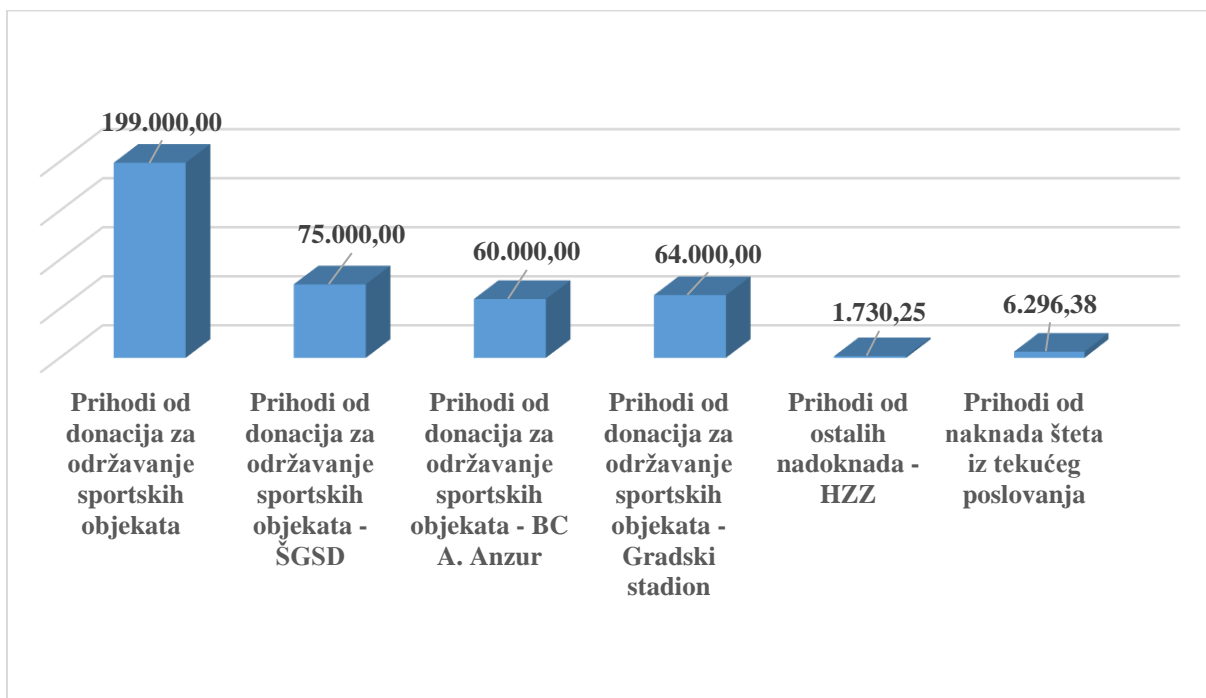 199.000,00
75.000,00
60.000,00
64.000,00
1.730,25
6.296,38
Prihodi od
donacija za
održavanje
sportskih
objekata
Prihodi od
donacija za
održavanje
sportskih
objekata -
ŠGSD
Prihodi od
donacija za
održavanje
sportskih
objekata - BC
A. Anzur
Prihodi od
donacija za
održavanje
sportskih
objekata -
Gradski
stadion
Prihodi od
ostalih
nadoknada -
HZZ
Prihodi od
naknada šteta
iz tekućeg
poslovanja